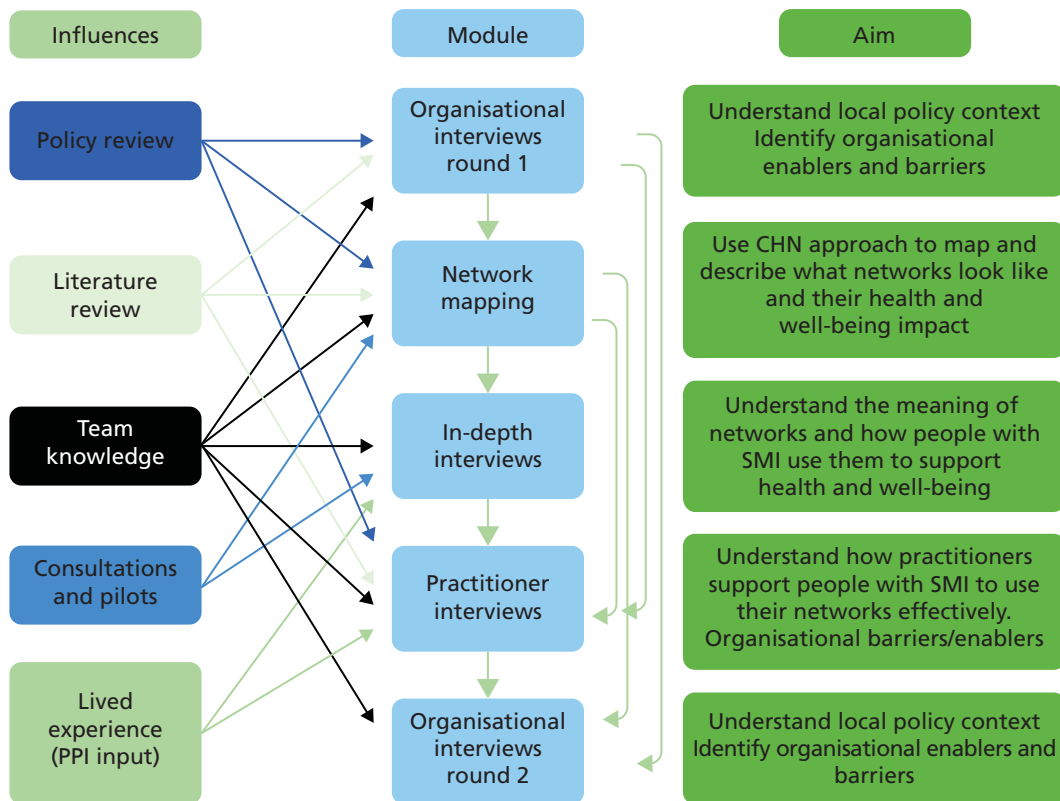 Influences
Module
Aim
Policy review
Organisational
interviews
round 1
Understand local policy context
Identify organisational
enablers and barriers
Literature
review
Network
mapping
Use CHN approach to map and
describe what networks look like
and their health and
well-being impact
Team
knowledge
In-depth
interviews
Understand the meaning of
networks and how people with
SMI use them to support
health and well-being
Consultations
and pilots
Practitioner
interviews
Understand how practitioners
support people with SMI to use
their networks effectively.
Organisational barriers/enablers
Lived
experience
(PPI input)
Organisational
interviews
round 2
Understand local policy context
Identify organisational enablers and
barriers